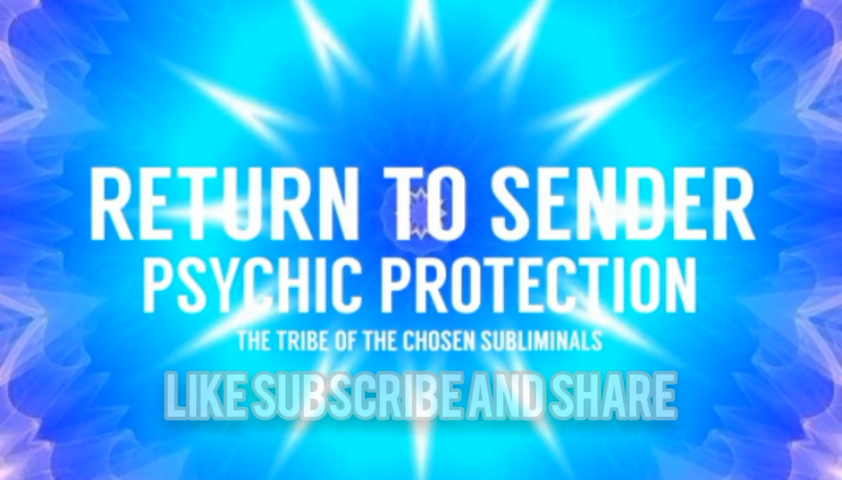 RETURN TO SENDER
PSYCHIC PROTECTION
THE TRIBE OF THE CHOSEN SUBLIMINALS
LIKE SUBSCRIBE AND SHARE